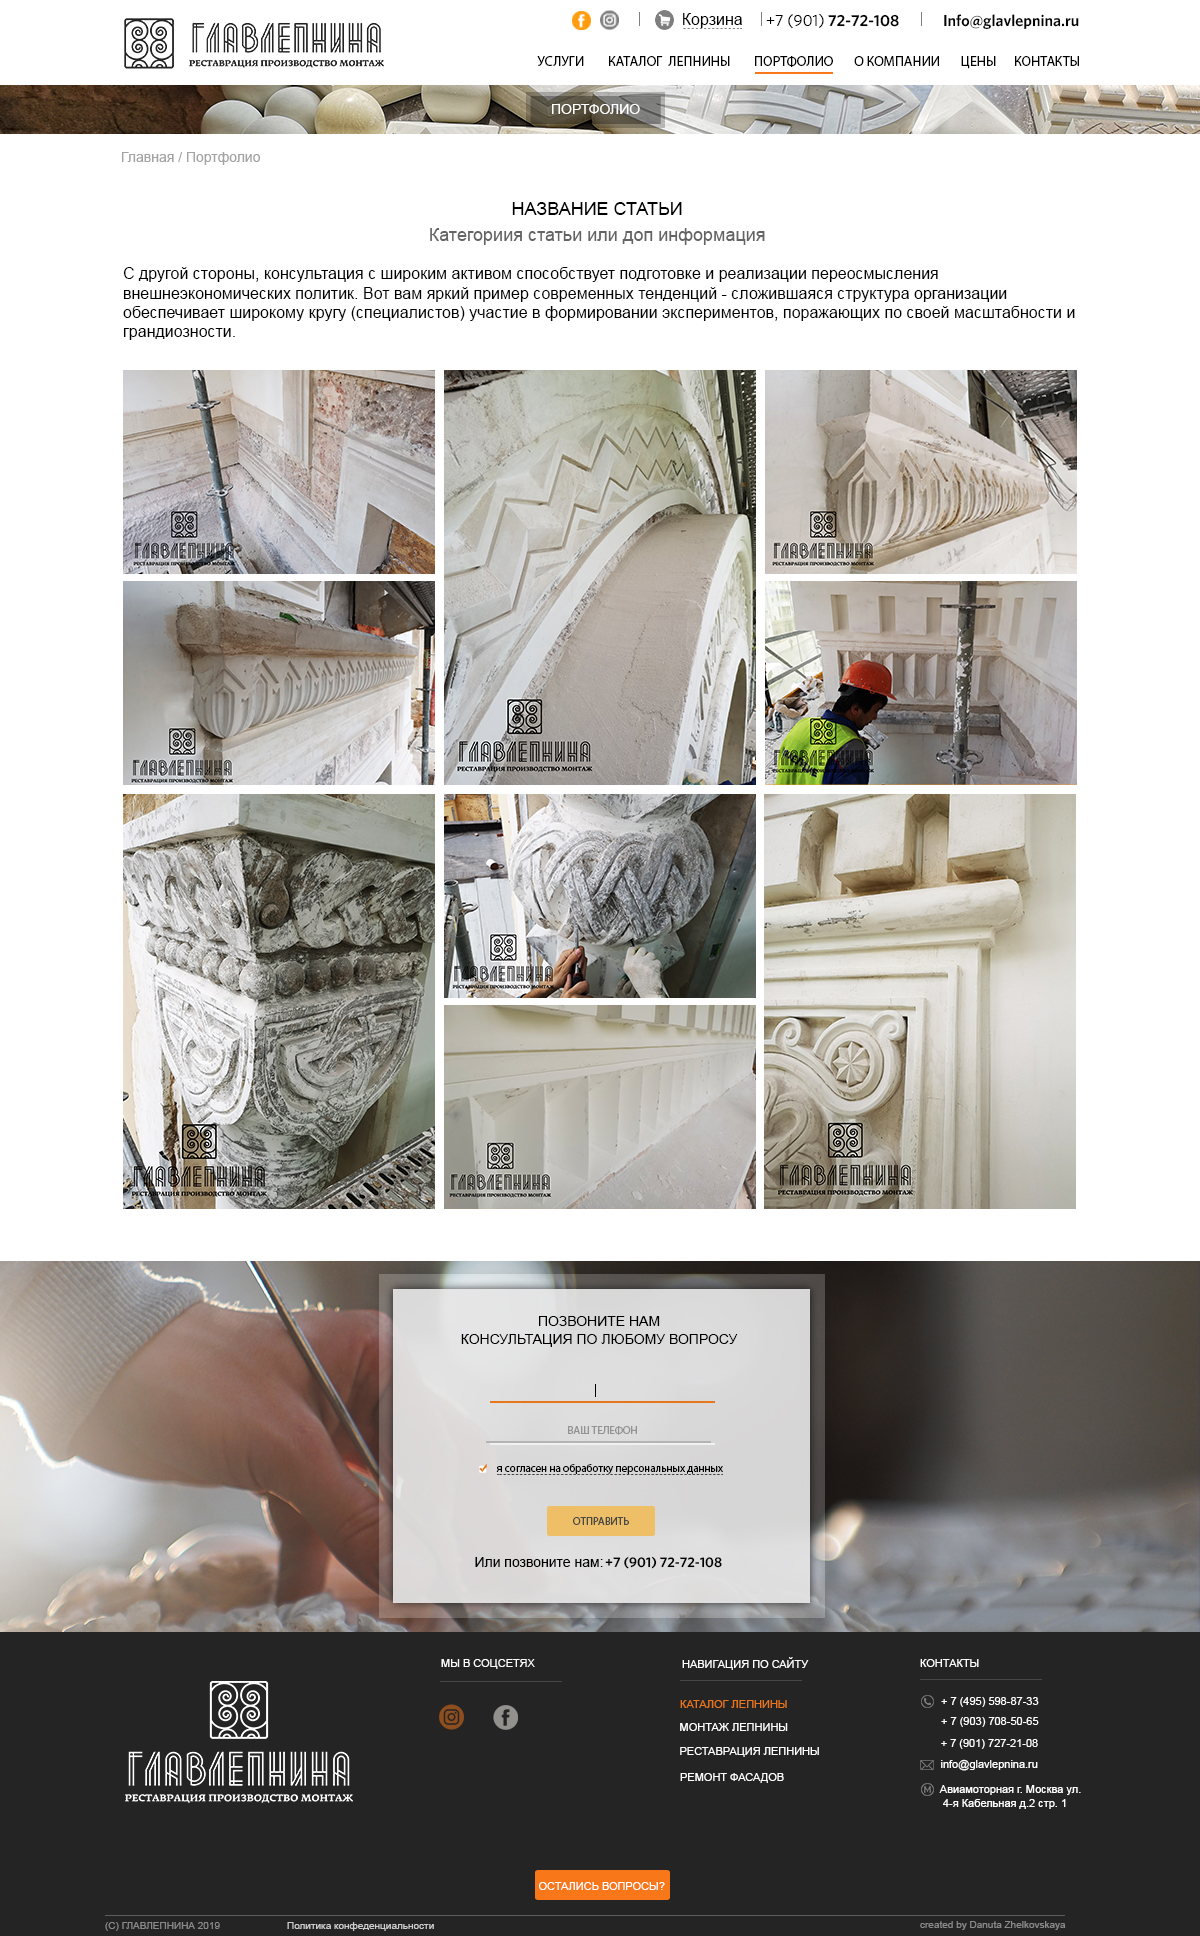 ГЛАВЛЕПНИНА
РЕСТАВРАЦИЯ ПРОИЗВОДСТВО МОНТАЖ
Корзина
+7 (901) 72-72-108
Info@glavlepnina.ru
УСЛУГИ
КАТАЛОГ ЛЕПНИНЫ
ПОРТФОЛИО
О КОМПАНИИ
ЦЕНЫ
КОНТАКТЫ
ПОРТФОЛИО
Главная / Портфолио
НАЗВАНИЕ СТАТЬИ
Категориия статьи или доп информация
С другой стороны, консультация с широким активом способствует подготовке и реализации переосмысления
внешнеэкономических политик. Вот вам яркий пример современных тенденций - сложившаяся структура организации
обеспечивает широкому кругу (специалистов) участие в формировании экспериментов, поражающих по своей масштабности и
грандиозности.
ГЛАВЛЕПНИНА
РЕСТАВРАЦИЯ ПРОИЗВОДСТВО МОНТАЖ
ГЛАВЛЕПНИНА
РЕСТАВРАЦИЯ ПРОИЗВОДСТВО МОНТАЖ
ГЛАВЛЕПНИНА
РЕСТАВРАЦИЯ ПРОИЗВОДСТВО МОНТАЖ
ГЛАВЛЕПНИНА
РЕСТАВРАЦИЯ ПРОИЗВОДСТВО МОНТАЖ
ГЛАВЛЕПНИНА
РЕСТАВРАЦИЯ ПРОИЗВОДСТВО МОНТАЖ
ГЛАВЛЕПНИНА
РЕСТАВРАЦИЯ ПРОИЗВОДСТВО МОНТАЖ
ГЛАВЛЕПНИНА
РЕСТАВРАЦИЯ ПРОИЗВОДСТВО МОНТАЖ
ГЛАВЛЕПНИНА
РЕСТАВРАЦИЯ ПРОИЗВОДСТВО МОНТАЖ
ГЛАВЛЕПНИНА
РЕСТАВРАЦИЯ ПРОИЗВОДСТВО МОНТАЖ
ПОЗВОНИТЕ НАМ
КОНСУЛЬТАЦИЯ ПО ЛЮБОМУ ВОПРОСУ
ВАШ ТЕЛЕФОН
я согласен на обработку персональных данных
ОТПРАВИТЬ
Или позвоните нам: +7 (901) 72-72-108
ГЛАВЛЕПНИНА
РЕСТАВРАЦИЯ ПРОИЗВОДСТВО МОНТАЖ
МЫ В СОЦСЕТЯХ
НАВИГАЦИЯ ПО САЙТУ
КАТАЛОГ ЛЕПНИНЫ
МОНТАЖ ЛЕПНИНЫ
РЕСТАВРАЦИЯ ЛЕПНИНЫ
РЕМОНТ ФАСАДОВ
КОНТАКТЫ
+ 7 (495) 598-87-33
+ 7 (903) 708-50-65
+ 7 (901) 727-21-08
info@glavlepnina.ru
Авиамоторная г. Москва ул.
4-я Кабельная д.2 стр. 1
ОСТАЛИСЬ ВОПРОСЫ?
(С) ГЛАВЛЕПНИНА 2019
Политика конфеденциальности
created by Danuta Zhelkovskaya